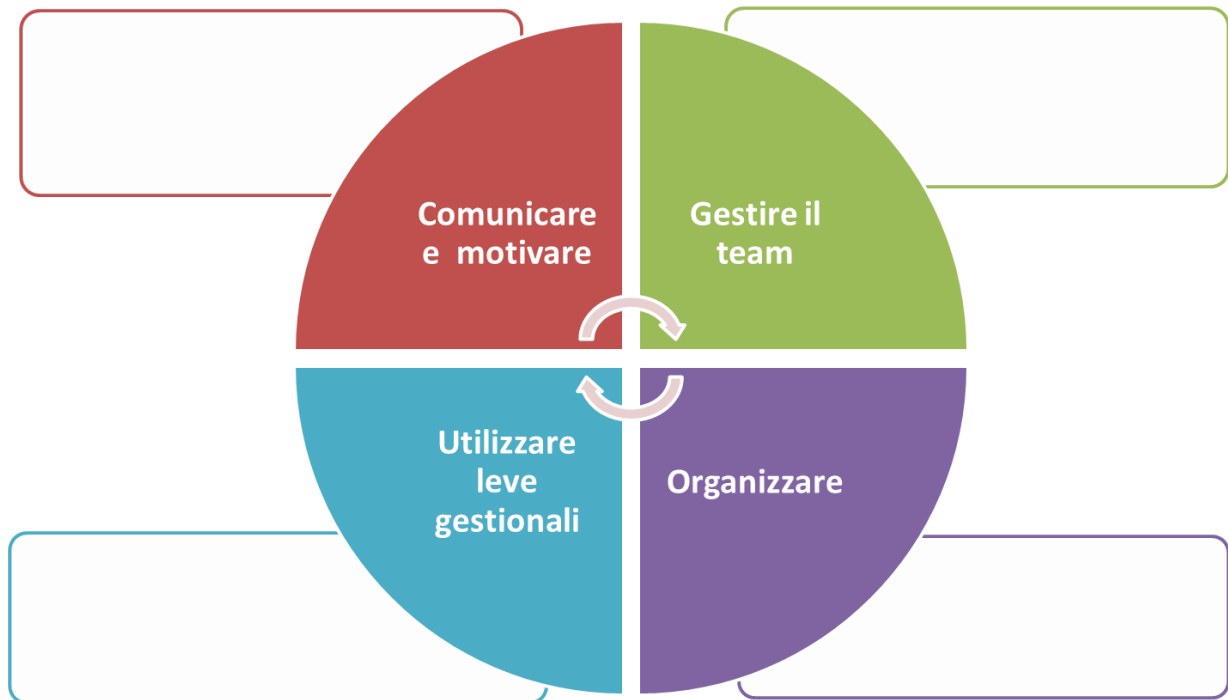 Comunicare
e motivare
Gestire il
team
Utilizzare
leve
gestionali
Organizzare